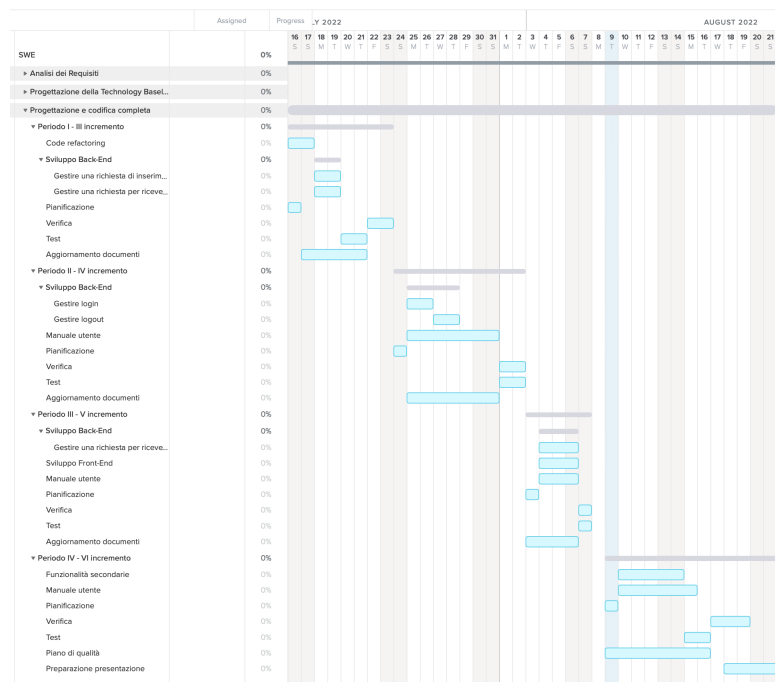 Assigned Progress LY 2022 AUGUST 2022
16 17 18 19 20 21 22 23 24 25 26 27 28 29 30 31 1 2 3 4 5 6 7 8 9 10 11 12 13 14 15 16 17 18 19 20 21
S S M T W T F S S M T W T F S S M T W T F S S M T W T F S S M T W T F S S
SWE 0%
Analisi dei Requisiti 0%
Progettazione della Technology Basel... 0%
Progettazione e codifica completa 0%
Periodo I - III incremento 0%
Code refactoring 0%
Sviluppo Back-End 0%
Gestire una richiesta di inserim... 0%
Gestire una richiesta per riceve... 0%
Pianificazione 0%
Verifica 0%
Test 0%
Aggiornamento documenti 0%
Periodo II - IV incremento 0%
Sviluppo Back-End 0%
Gestire login 0%
Gestire logout 0%
Manuale utente 0%
Pianificazione 0%
Verifica 0%
Test 0%
Aggiornamento documenti 0%
Periodo III - V incremento 0%
Sviluppo Back-End 0%
Gestire una richiesta per riceve... 0%
Sviluppo Front-End 0%
Manuale utente 0%
Pianificazione 0%
Verifica 0%
Test 0%
Aggiornamento documenti 0%
Periodo IV - VI incremento 0%
Funzionalità secondarie 0%
Manuale utente 0%
Pianificazione 0%
Verifica 0%
Test 0%
Piano di qualità 0%
Preparazione presentazione 0%